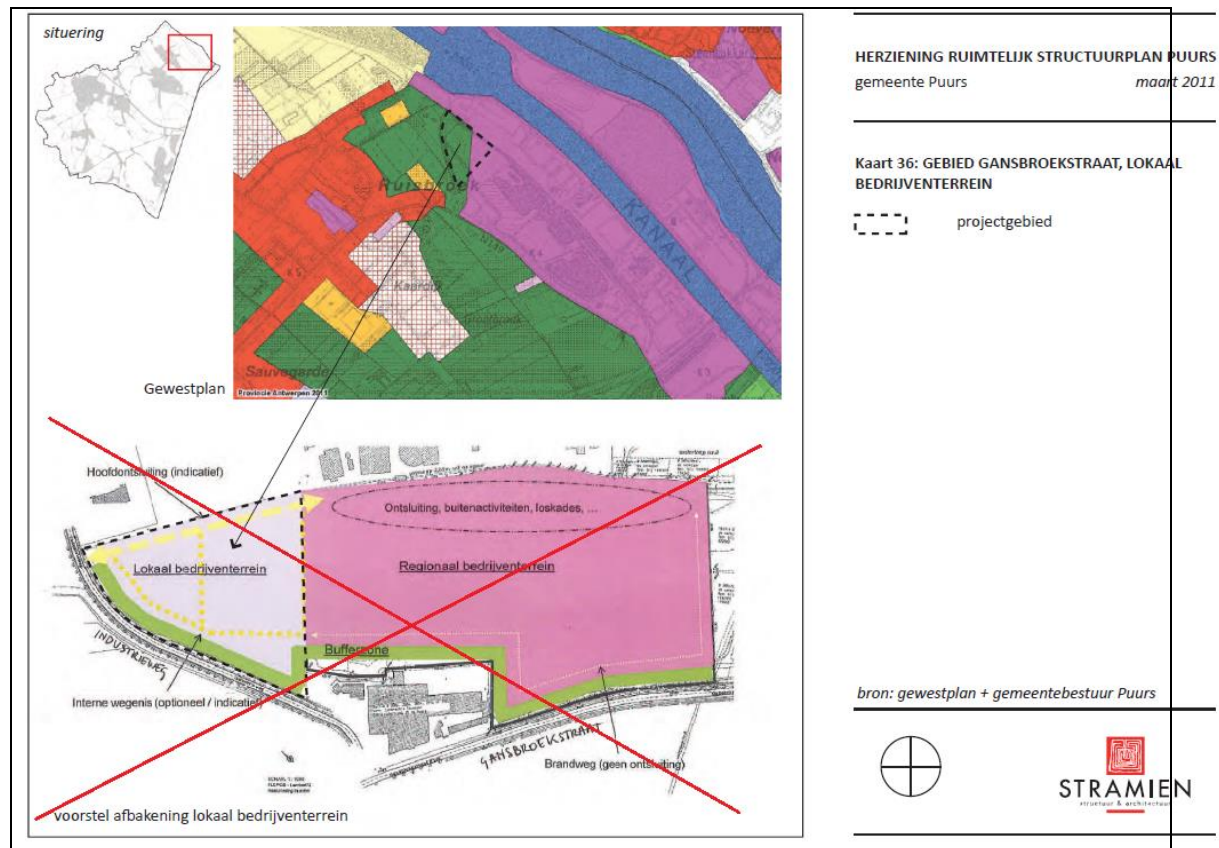 situering
Ruisbroek
KANAAL
Kaardijk
Sauvegarde
Provincie Antwerpen 2011
Gewestplan
Hoofdontsluiting (indicatief)
Ontsluiting, buitenactiviteiten, loskades, ...
Lokaal bedrijventerrein
Regionaal bedrijventerrein
INDUSTRIEWEG
Bufferzone
Interne wegenis (optioneel / indicatief)
GANSBROEKSTRAAT
Brandweg (geen ontsluiting)
voorstel afbakening lokaal bedrijventerrein
HERZIENING RUIMTELIJK STRUCTUURPLAN PUURS
gemeente Puurs maart 2011
Kaart 36: GEBIED GANSBROEKSTRAAT, LOKAAL
BEDRIJVENTERREIN
projectgebied
bron: gewestplan + gemeentebestuur Puurs
STRAMIEN
structuur & architectuur